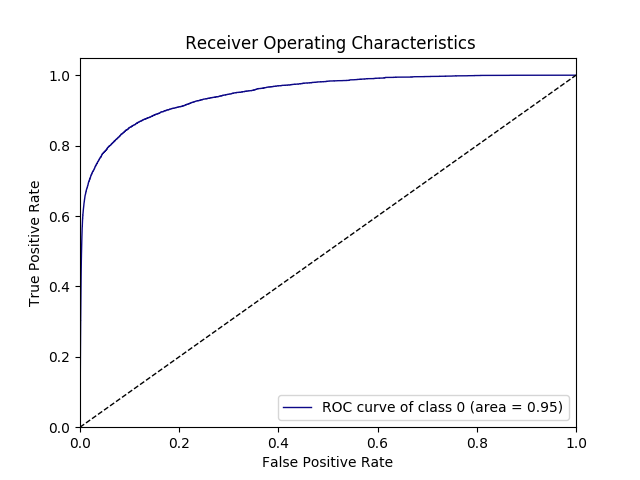 Receiver Operating Characteristics
True Positive Rate
1.0
0.8
0.6
0.4
0.2
0.0
ROC curve of class 0 (area = 0.95)
0.0 0.2 0.4 0.6 0.8 1.0
False Positive Rate